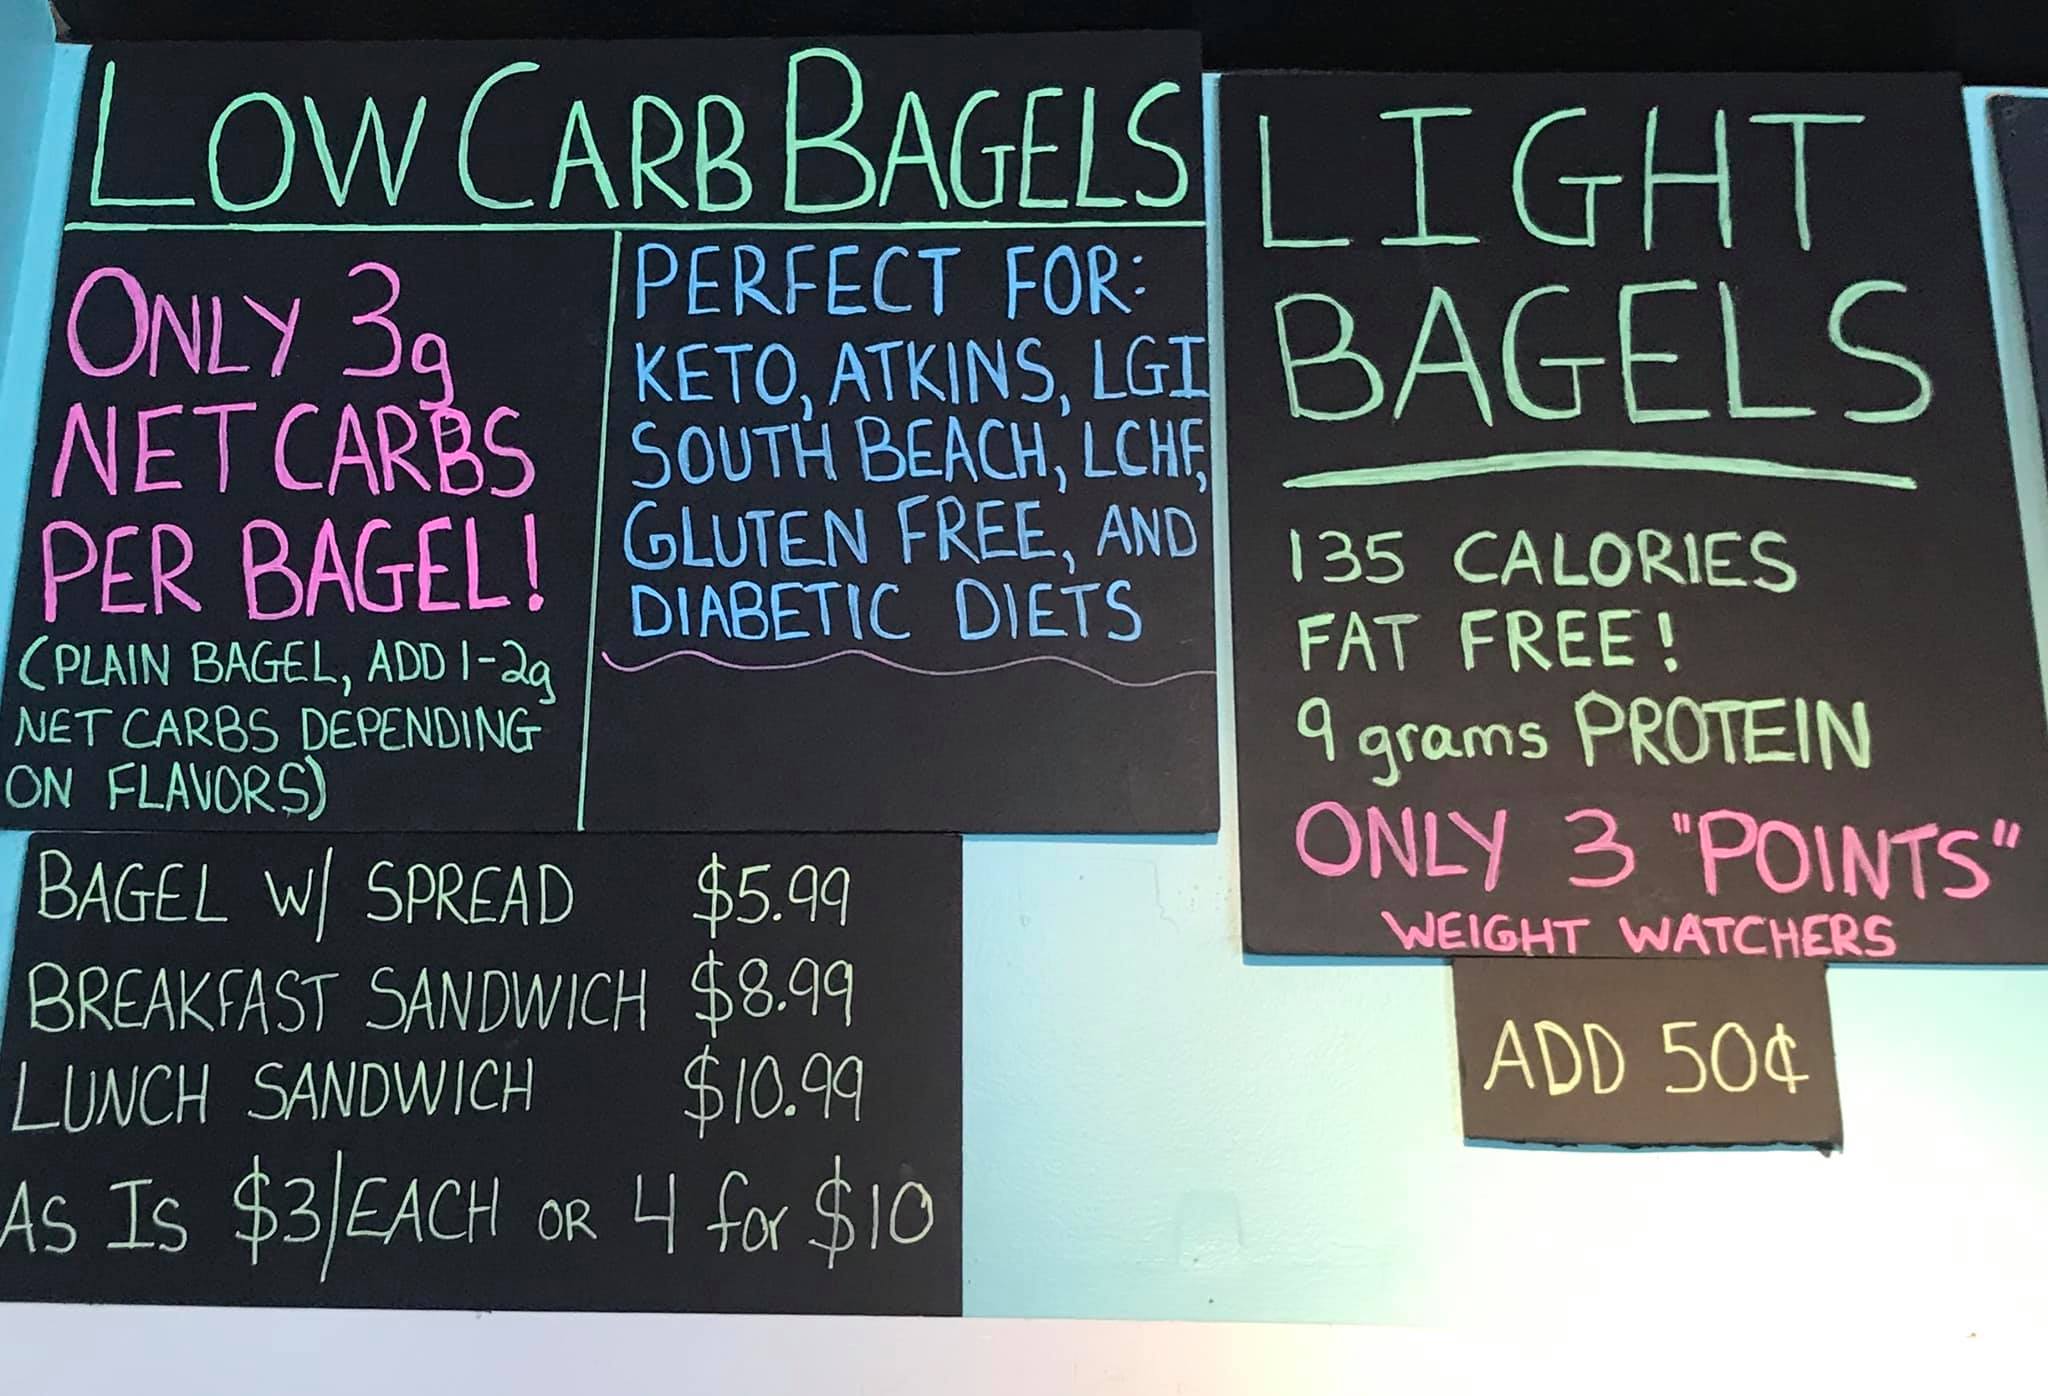 LOW CARB BAGELS
ONLY 3g
NET CARBS
PER BAGEL!
(PLAIN BAGEL, ADD 1-2g
NET CARBS DEPENDING
ON FLAVORS)
PERFECT FOR:
KETO, ATKINS, LGI
SOUTH BEACH, LCHF,
GLUTEN FREE, AND
DIABETIC DIETS
BAGEL W/ SPREAD $5.99
BREAKFAST SANDWICH $8.99
LUNCH SANDWICH $10.99
AS IS $3/EACH OR 4 for $10
LIGHT
BAGELS
135 CALORIES
FAT FREE!
9 grams PROTEIN
ONLY 3 "POINTS"
WEIGHT WATCHERS
ADD 50¢